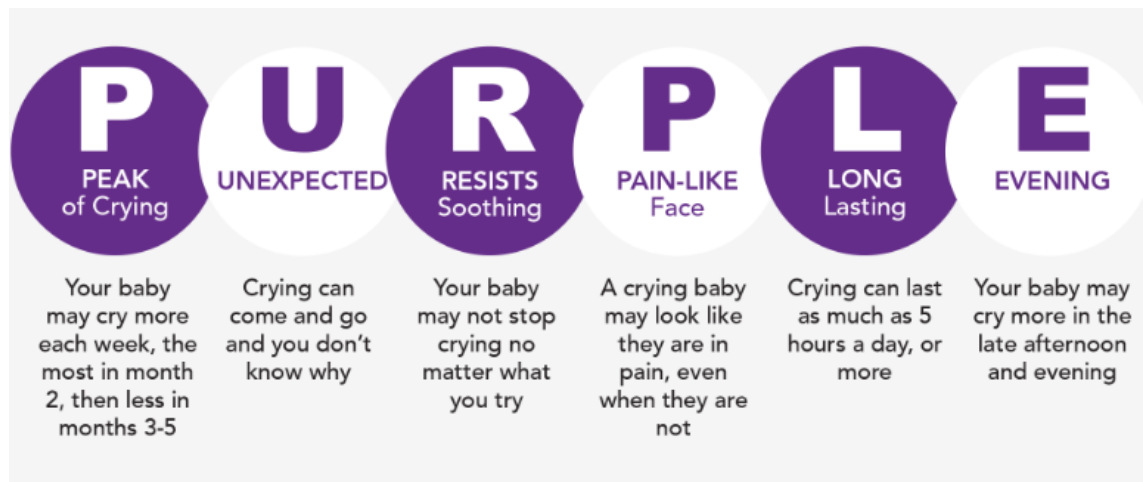 P
PEAK
of Crying
Your baby
may cry more
each week, the
most in month
2, then less in
months 3-5
U
UNEXPECTED
Crying can
come and go
and you don't
know why
R
RESISTS
Soothing
Your baby
may not stop
crying no
matter what
you try
P
PAIN-LIKE
Face
A crying baby
may look like
they are in
pain, even
when they are
not
L
LONG
Lasting
Crying can last
as much as 5
hours a day, or
more
E
EVENING
Your baby may
cry more in the
late afternoon
and evening